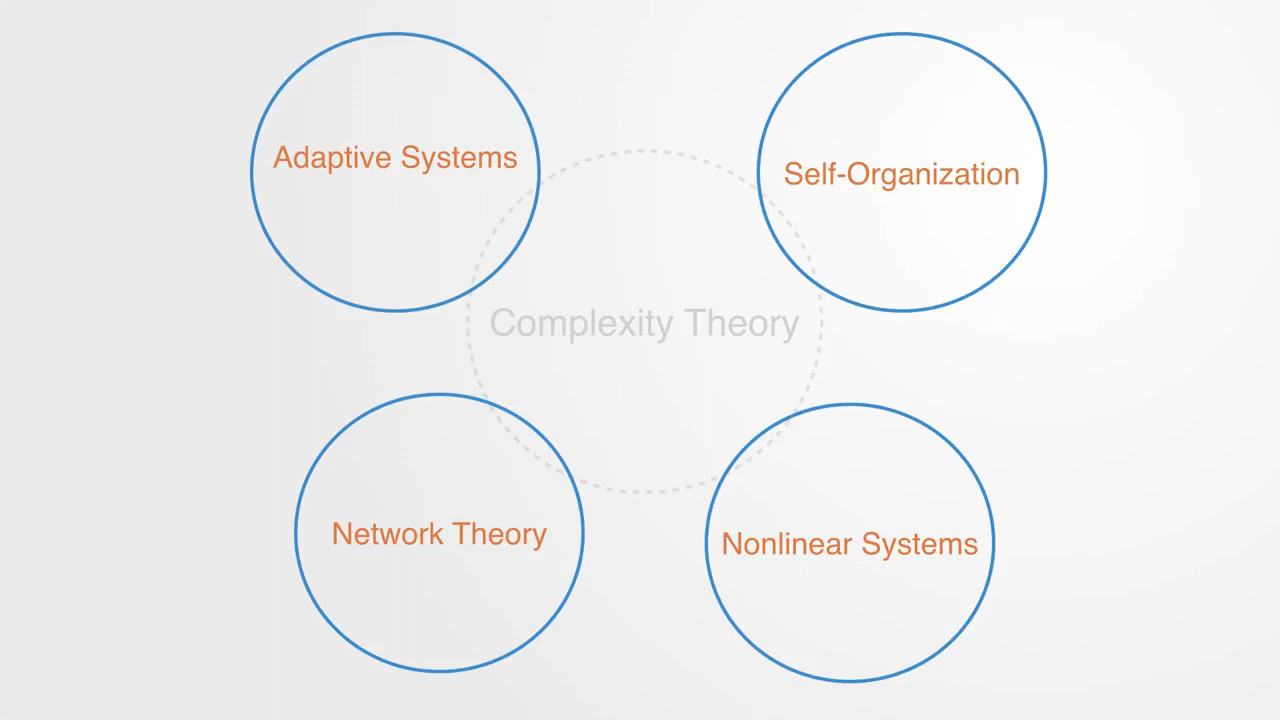 Adaptive Systems
Self-Organization
Complexity Theory
Network Theory
Nonlinear Systems